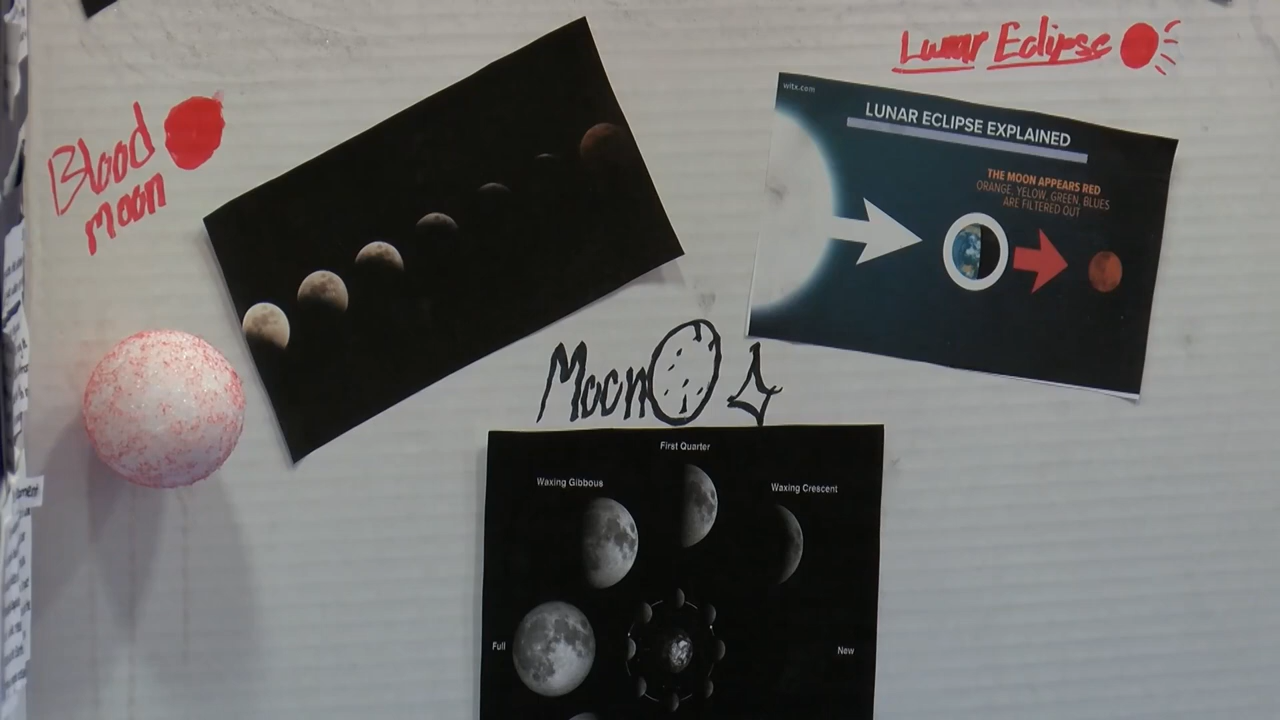 Lunar Eclipse
Blood
moon
wltx.com
LUNAR ECLIPSE EXPLAINED
THE MOON APPEARS RED
ORANGE, YELOW, GREEN, BLUES
ARE FILTERED OUT
Moon
First Quarter
Waxing Gibbous
Waxing Crescent
Full
New